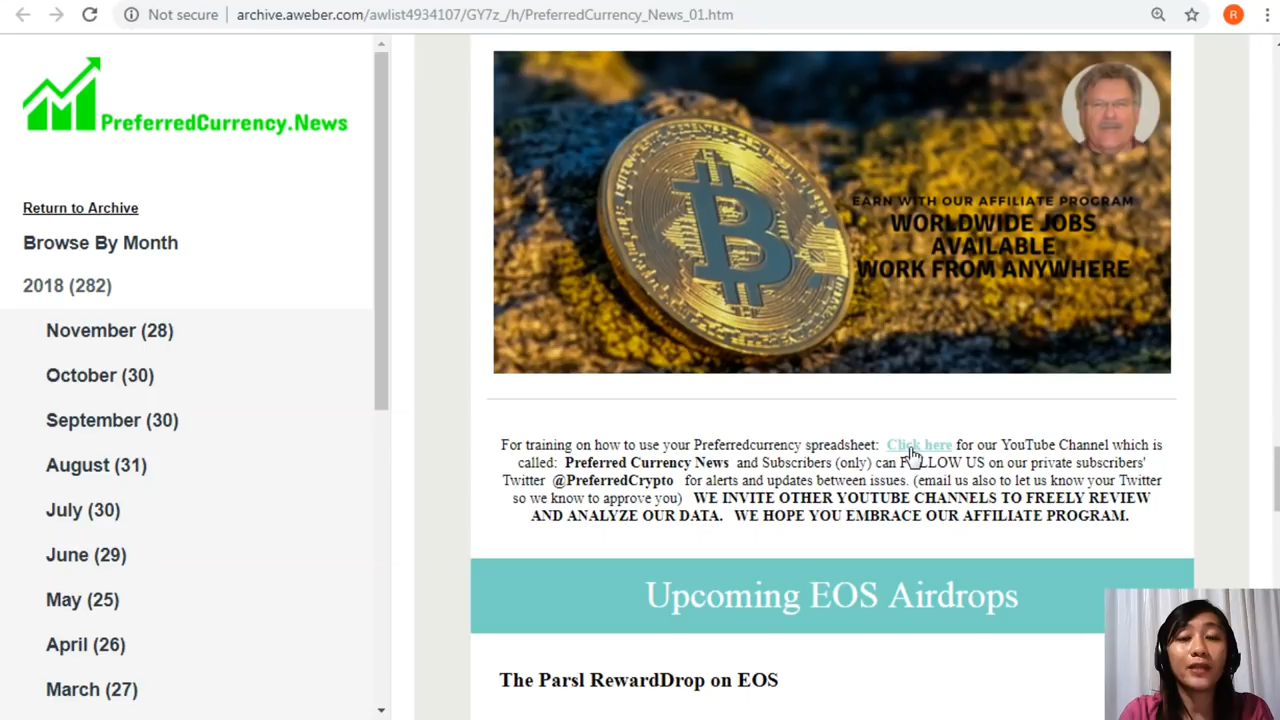 Not secure | archive.aweber.com/awlist4934107/GY7z_/h/PreferredCurrency_News_01.htm
R
PreferredCurrency.News
Return to Archive
Browse By Month
2018 (282)
November (28)
October (30)
September (30)
August (31)
July (30)
June (29)
May (25)
April (26)
March (27)
EARN WITH OUR AFFILIATE PROGRAM
WORLDWIDE JOBS
AVAILABLE
WORK FROM ANYWHERE
For training on how to use your Preferredcurrency spreadsheet: Click here for our YouTube Channel which is
called: Preferred Currency News and Subscribers (only) can FOLLOW US on our private subscribers'
Twitter @PreferredCrypto for alerts and updates between issues. (email us also to let us know your Twitter
so we know to approve you) WE INVITE OTHER YOUTUBE CHANNELS TO FREELY REVIEW
AND ANALYZE OUR DATA. WE HOPE YOU EMBRACE OUR AFFILIATE PROGRAM.
Upcoming EOS Airdrops
The Parsl RewardDrop on EOS